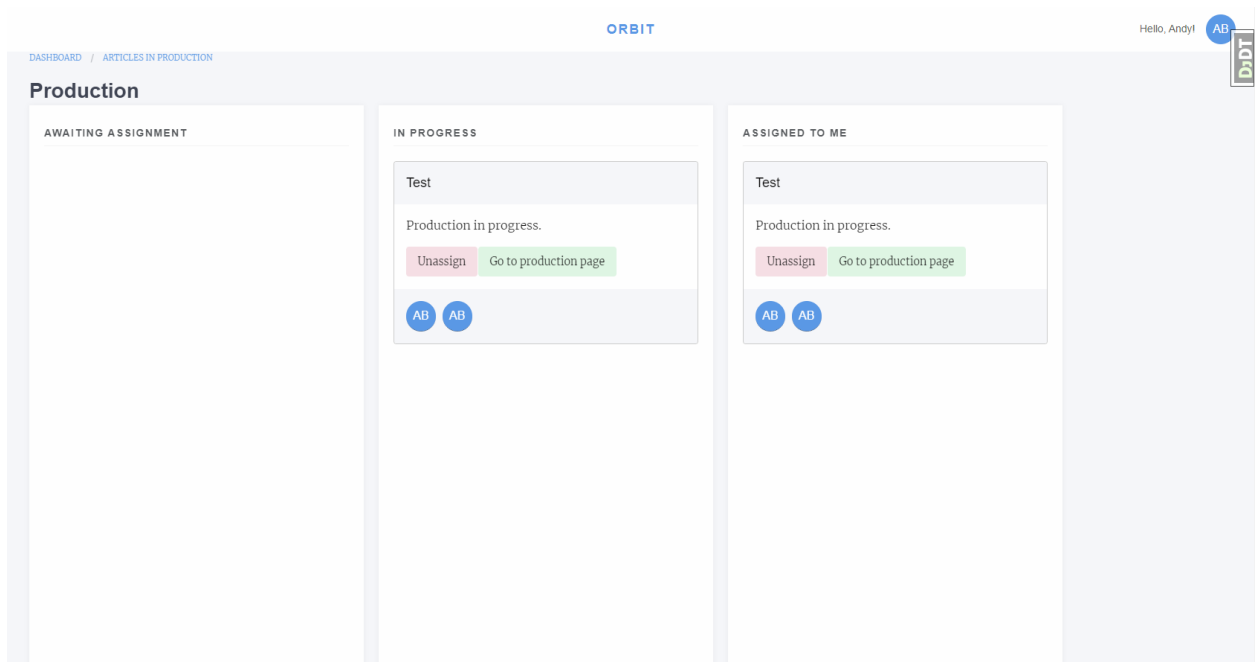 ORBIT
Hello, Andy!
AB
DJDT
DASHBOARD / ARTICLES IN PRODUCTION
Production
AWAITING ASSIGNMENT
IN PROGRESS
Test
Production in progress.
Unassign
Go to production page
AB AB
ASSIGNED TO ME
Test
Production in progress.
Unassign
Go to production page
AB AB